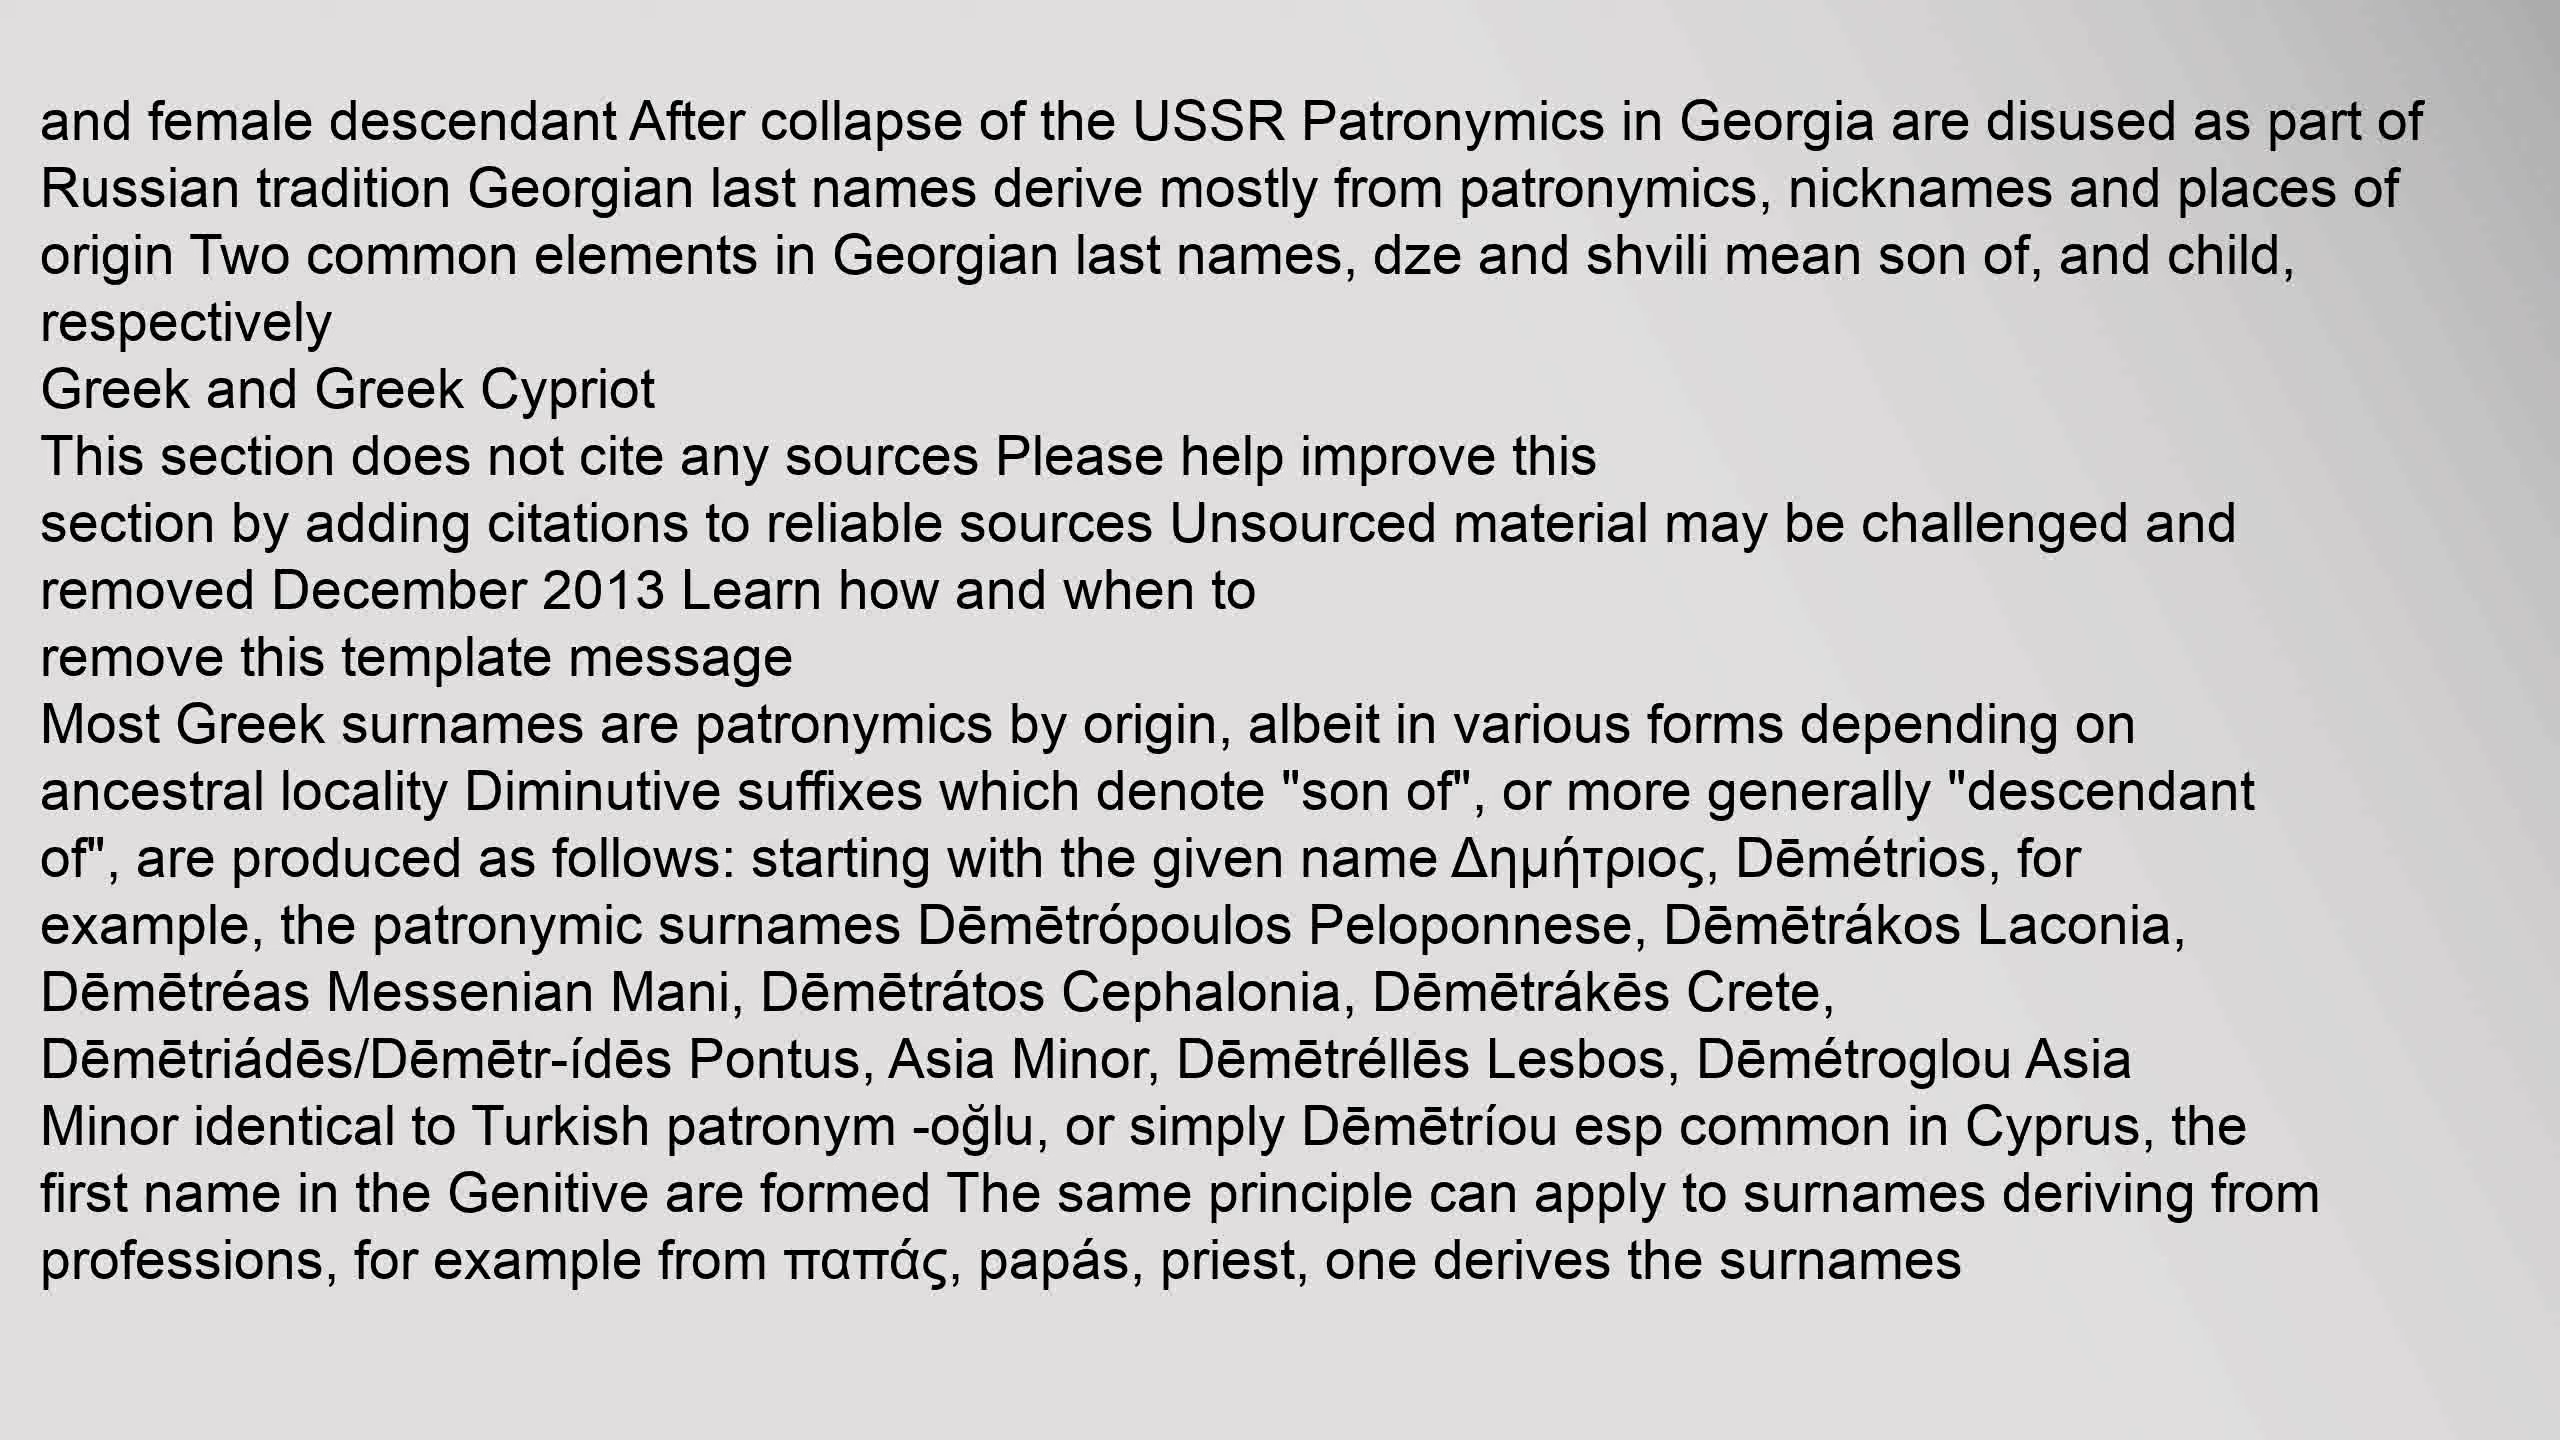 and female descendant After collapse of the USSR Patronymics in Georgia are disused as part of
Russian tradition Georgian last names derive mostly from patronymics, nicknames and places of
origin Two common elements in Georgian last names, dze and shvili mean son of, and child,
respectively
Greek and Greek Cypriot
This section does not cite any sources Please help improve this
section by adding citations to reliable sources Unsourced material may be challenged and
removed December 2013 Learn how and when to
remove this template message
Most Greek surnames are patronymics by origin, albeit in various forms depending on
ancestral locality Diminutive suffixes which denote "son of", or more generally "descendant
of", are produced as follows: starting with the given name Δημήτριος, Dēmétrios, for
example, the patronymic surnames Dēmētrópoulos Peloponnese, Dēmētrákos Laconia,
Dēmētréas Messenian Mani, Dēmētrátos Cephalonia, Dēmētrákēs Crete,
Dēmētriádēs/Dēmētr-ídēs Pontus, Asia Minor, Dēmētréllēs Lesbos, Dēmétroglou Asia
Minor identical to Turkish patronym -oğlu, or simply Dēmētríou esp common in Cyprus, the
first name in the Genitive are formed The same principle can apply to surnames deriving from
professions, for example from παπάς, papás, priest, one derives the surnames